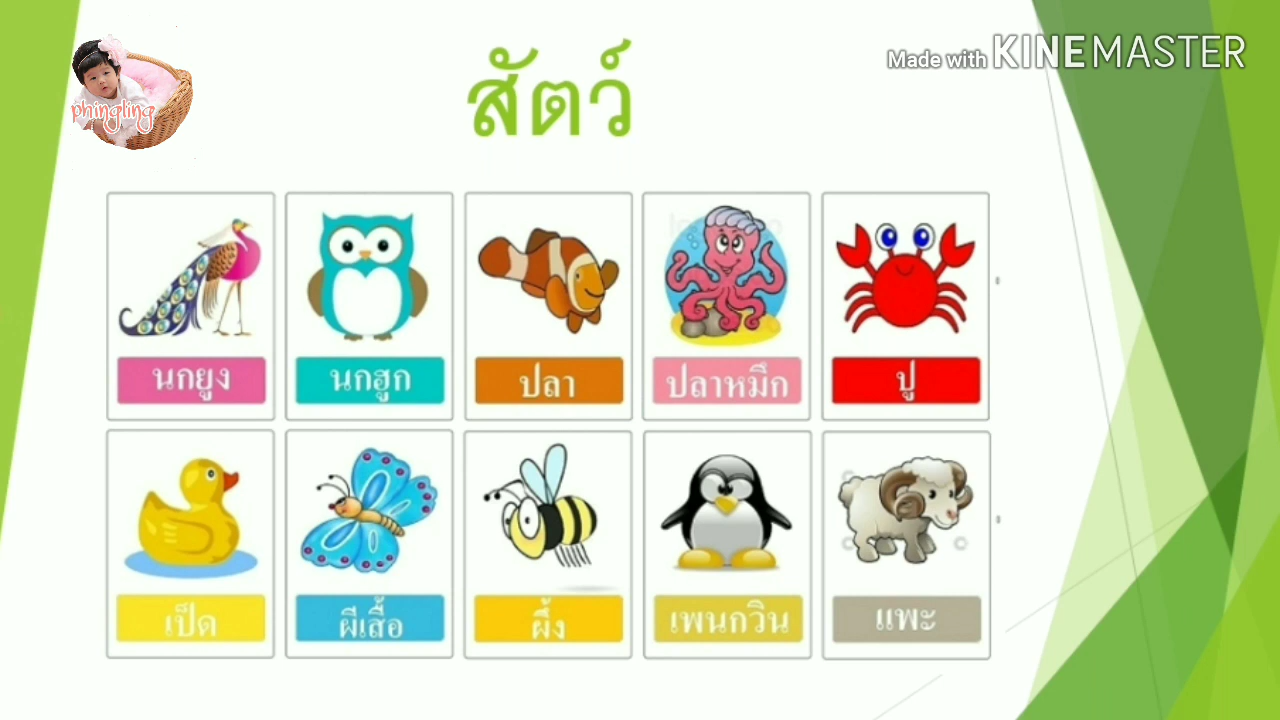 phingling
Made with KINEMASTER
สัตว์
นกยูง
นกฮูก
ปลา
ปลาหมึก
ปู
เป็ด
ผีเสื้อ
ผึ้ง
เพนกวิน
แพะ